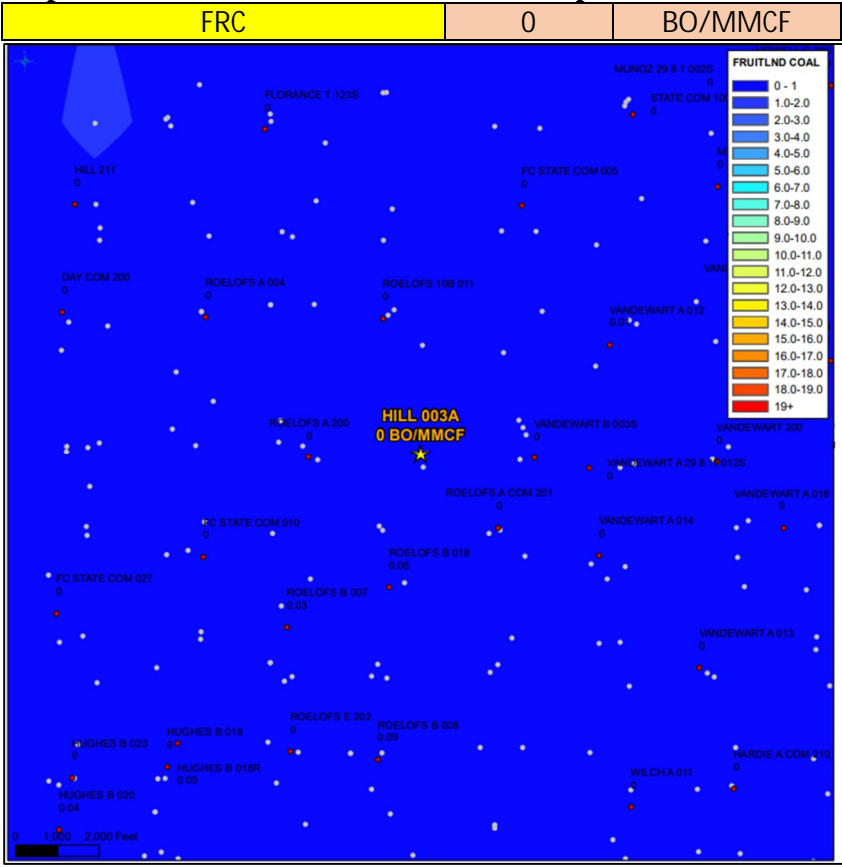 FRC 0 BO/MMCF
FRUITLND COAL
0 - 1
1.0-2.0
2.0-3.0
3.0-4.0
4.0-5.0
5.0-6.0
6.0-7.0
7.0-8.0
8.0-9.0
9.0-10.0
10.0-11.0
11.0-12.0
12.0-13.0
13.0-14.0
14.0-15.0
15.0-16.0
16.0-17.0
17.0-18.0
18.0-19.0
19+
MUNOZ 29 8 1 002S
0
FLORANCE T 123S
0
STATE COM 10
0
M
0
HILL 211
0
FC STATE COM 005
0
VAN
DAY COM 200
0
ROELOFS A 004
0
ROELOFS 10B 011
0
VANDEWART A 012
HILL 003A
0 BO/MMCF
ROELOFS A 200
0
VANDEWART B 003S
0
VANDEWART 200
0
VANDEWART A 29 8 11 012S
0
ROELOFS A COM 201
0
VANDEWART A 016
0
FC STATE COM 010
0
VANDEWART A 014
0
ROELOFS B 018
0.06
FC STATE COM 027
0
ROELOFS B 007
0.03
VANDEWART A 013
0
ROELOFS E 202
0
ROELOFS B 008
0.09
HUGHES B 018
0
HUGHES B 023
0
HUGHES B 018R
0.05
HARDIE A COM 210
0
WILCH A 011
0
HUGHES B 020
0.04
0 1,000 2,000 Feet